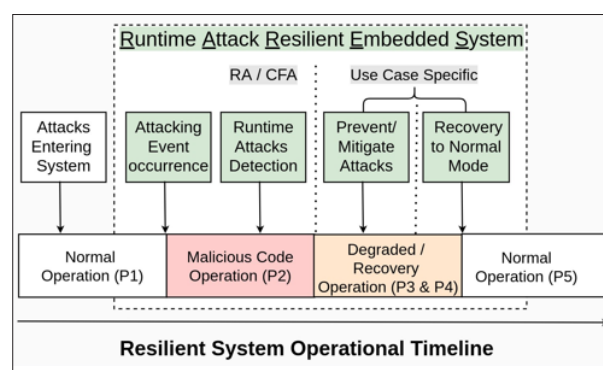 Runtime Attack Resilient Embedded System
RA / CFA
Use Case Specific
Attacks
Entering
System
Attacking
Event
occurrence
Runtime
Attacks
Detection
Prevent/
Mitigate
Attacks
Recovery
to Normal
Mode
Normal
Operation (P1)
Malicious Code
Operation (P2)
Degraded /
Recovery
Operation (P3 & P4)
Normal
Operation (P5)
Resilient System Operational Timeline